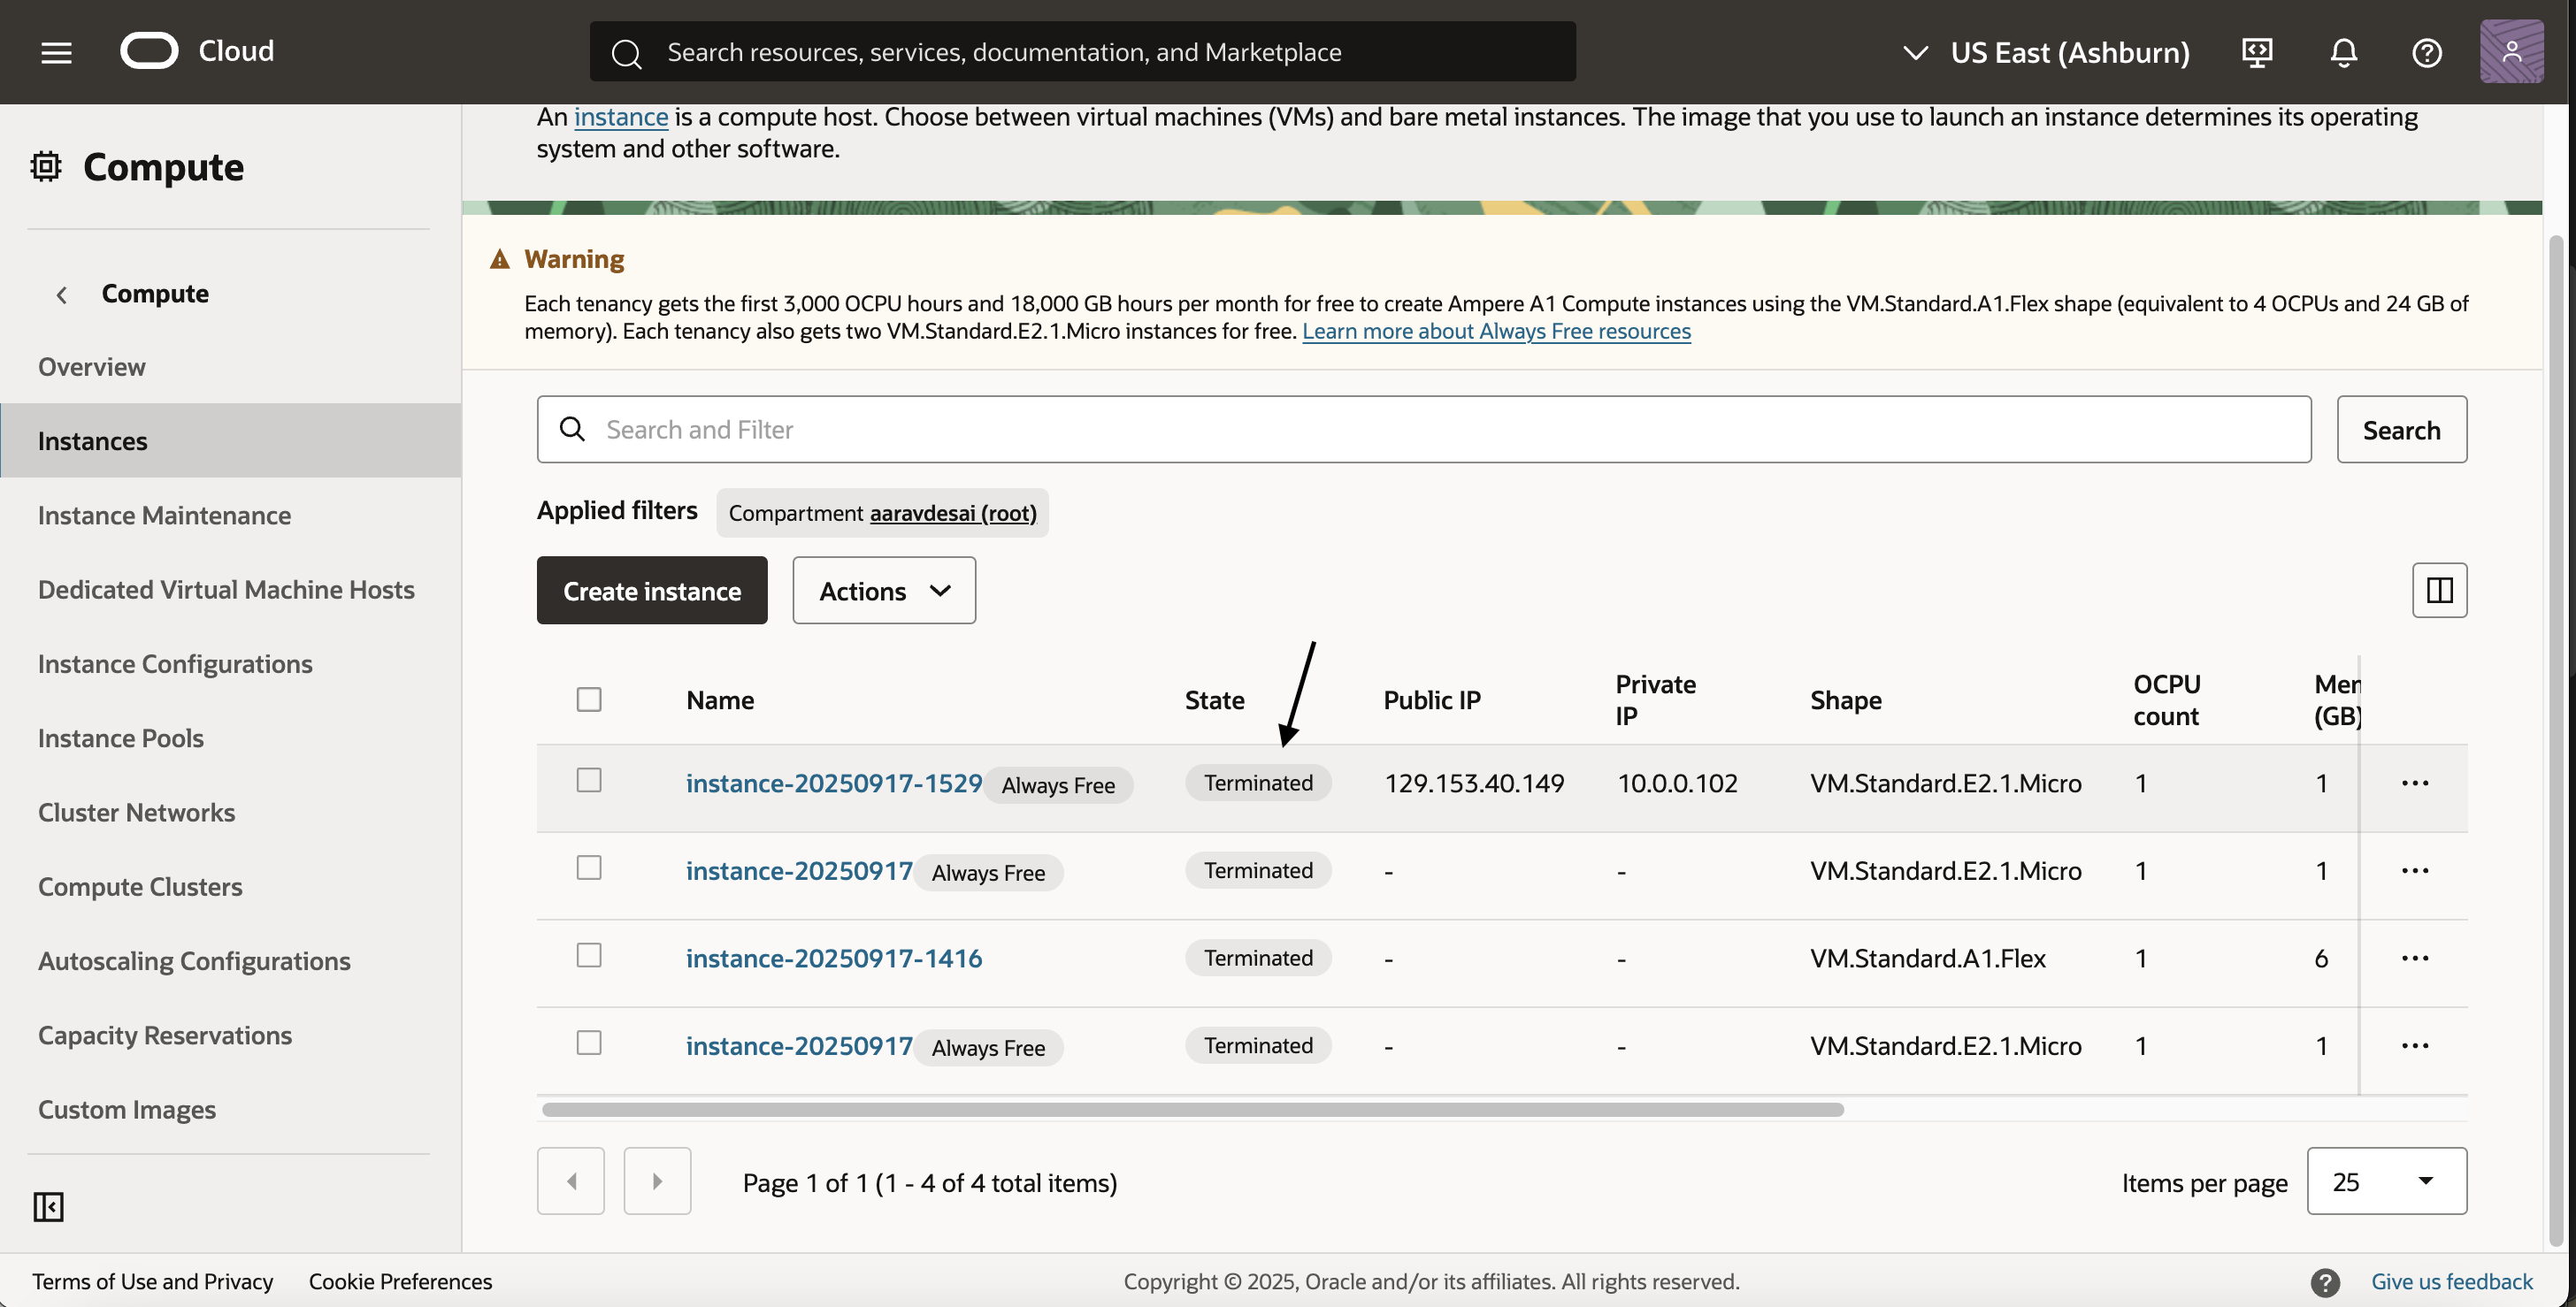 Cloud
Search resources, services, documentation, and Marketplace
US East (Ashburn)
Compute
Compute
Overview
Instances
Instance Maintenance
Dedicated Virtual Machine Hosts
Instance Configurations
Instance Pools
Cluster Networks
Compute Clusters
Autoscaling Configurations
Capacity Reservations
Custom Images
An instance is a compute host. Choose between virtual machines (VMs) and bare metal instances. The image that you use to launch an instance determines its operating
system and other software.
Warning
Each tenancy gets the first 3,000 OCPU hours and 18,000 GB hours per month for free to create Ampere A1 Compute instances using the VM.Standard.A1.Flex shape (equivalent to 4 OCPUs and 24 GB of
memory). Each tenancy also gets two VM.Standard.E2.1.Micro instances for free. Learn more about Always Free resources
Search and Filter
Search
Applied filters Compartment aaravdesai (root)
Create instance Actions
Name State Public IP Private IP Shape OCPU count Mem (GB)
instance-20250917-1529 Always Free Terminated 129.153.40.149 10.0.0.102 VM.Standard.E2.1.Micro 1 1
instance-20250917 Always Free Terminated - - VM.Standard.E2.1.Micro 1 1
instance-20250917-1416 Terminated - - VM.Standard.A1.Flex 1 6
instance-20250917 Always Free Terminated - - VM.Standard.E2.1.Micro 1 1
Page 1 of 1 (1 - 4 of 4 total items)
Items per page 25
Terms of Use and Privacy Cookie Preferences
Copyright © 2025, Oracle and/or its affiliates. All rights reserved.
Give us feedback